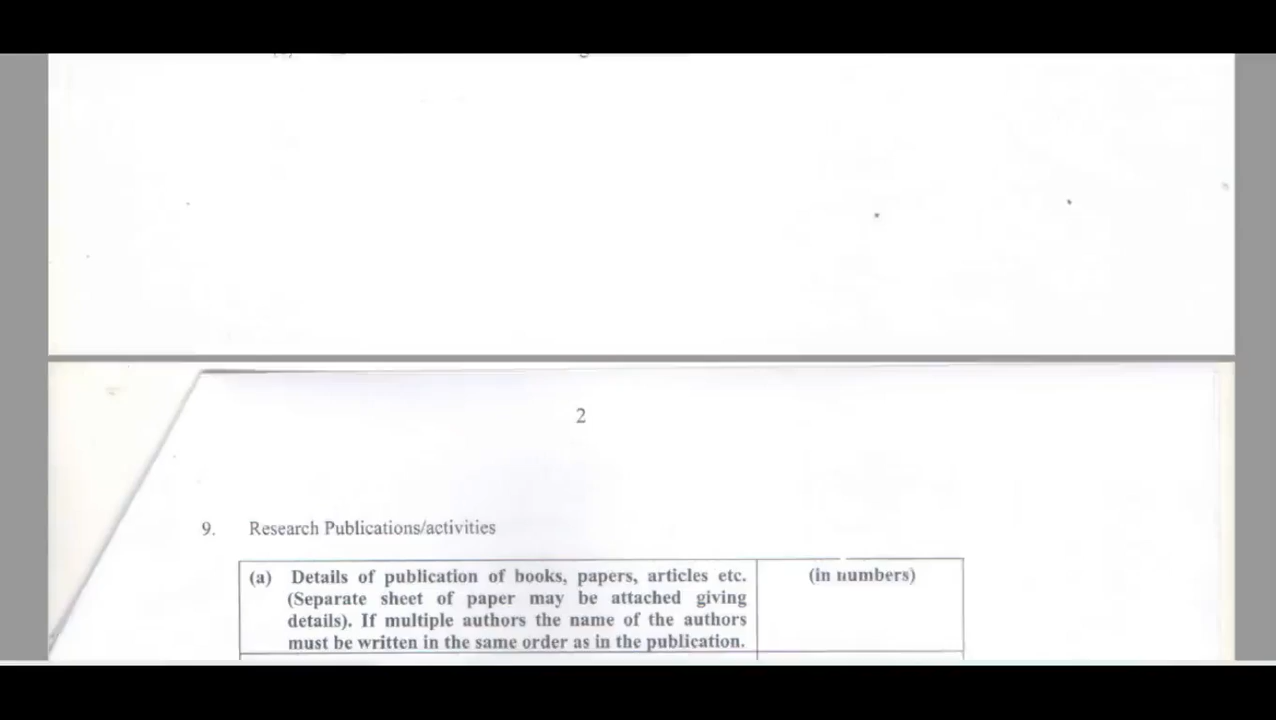 2
9. Research Publications/activities
(a) Details of publication of books, papers, articles etc. (in numbers)
(Separate sheet of paper may be attached giving
details). If multiple authors the name of the authors
must be written in the same order as in the publication.